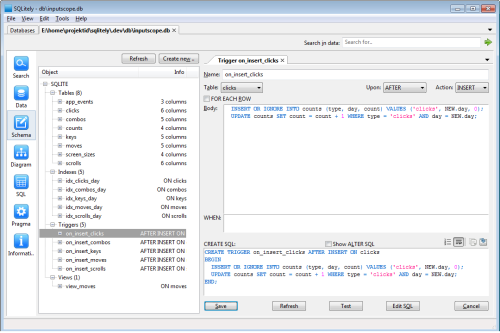 SQLitely - db\inputscope.db
File View Edit Tools Help
Databases E:\home\projektid\sqlitely\.dev\db\inputscope.db
Search in data: Search for..
Search
Data
Schema
Diagram
SQL
Pragma
Informati..
Refresh Create new ..
Object Info
SQLITE
Tables (8)
app_events 3 columns
clicks 6 columns
combos 5 columns
counts 4 columns
keys 5 columns
moves 5 columns
screen_sizes 4 columns
scrolls 6 columns
Indexes (5)
idx_clicks_day ON clicks
idx_combos_day ON combos
idx_keys_day ON keys
idx_moves_day ON moves
idx_scrolls_day ON scrolls
Triggers (5)
on_insert_clicks AFTER INSERT ON
on_insert_combos AFTER INSERT ON
on_insert_keys AFTER INSERT ON
on_insert_moves AFTER INSERT ON
on_insert_scrolls AFTER INSERT ON
Views (1)
view_moves ON moves
Trigger on_insert_clicks
Name: on_insert_clicks
Table: clicks Upon: AFTER Action: INSERT
FOR EACH ROW
Body: INSERT OR IGNORE INTO counts (type, day, count) VALUES ('clicks', NEW.day, 0);
UPDATE counts SET count = count + 1 WHERE type = 'clicks' AND day = NEW.day;
WHEN:
CREATE SQL: Show ALTER SQL
CREATE TRIGGER on_insert_clicks AFTER INSERT ON clicks
BEGIN
INSERT OR IGNORE INTO counts (type, day, count) VALUES ('clicks', NEW.day, 0);
UPDATE counts SET count = count + 1 WHERE type = 'clicks' AND day = NEW.day;
END;
Save Refresh Test Edit SQL Cancel